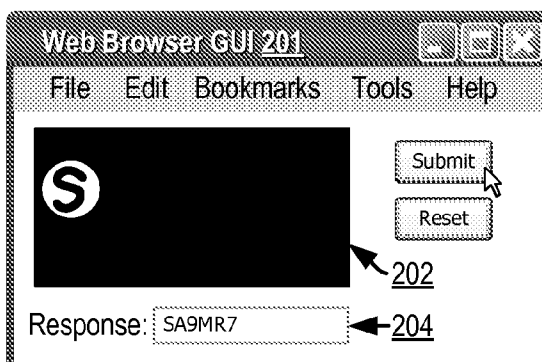 Web Browser GUI 201
File Edit Bookmarks Tools Help
S
Submit
Reset
202
Response: SA9MR7
204